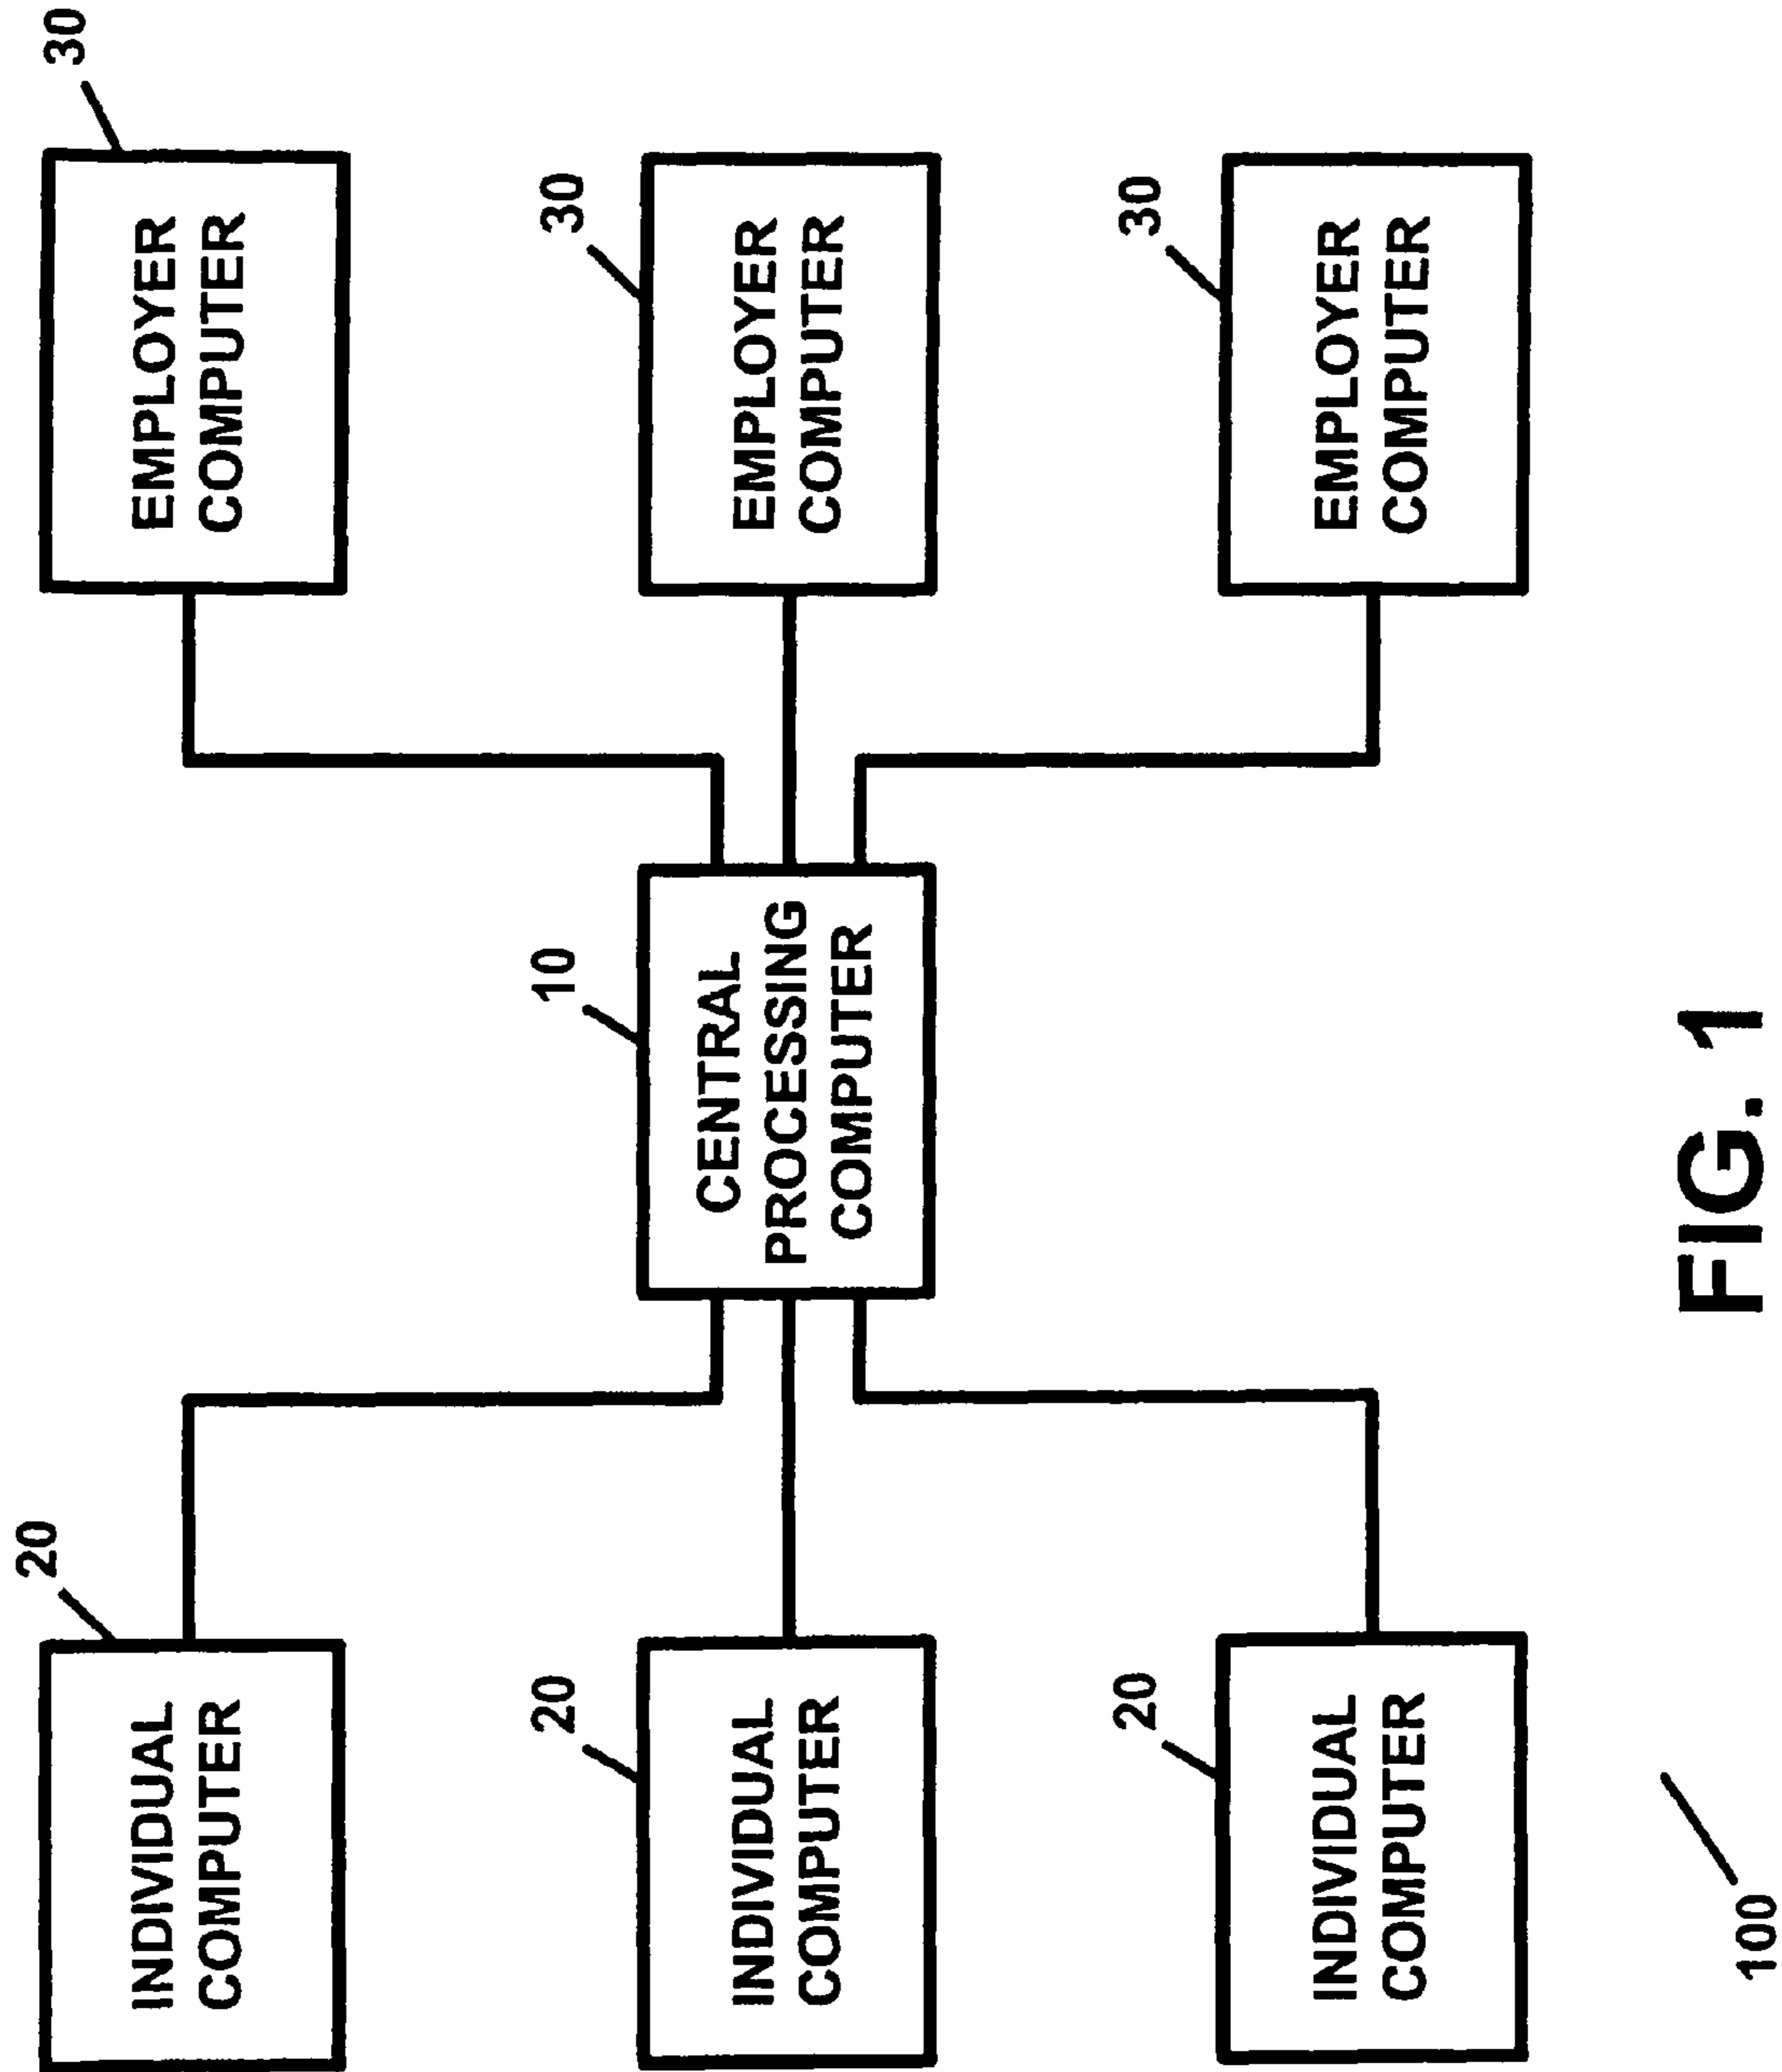 20
INDIVIDUAL
COMPUTER
30
EMPLOYER
COMPUTER
20
INDIVIDUAL
COMPUTER
10
CENTRAL
PROCESSING
COMPUTER
30
EMPLOYER
COMPUTER
20
INDIVIDUAL
COMPUTER
30
EMPLOYER
COMPUTER
100
FIG. 1